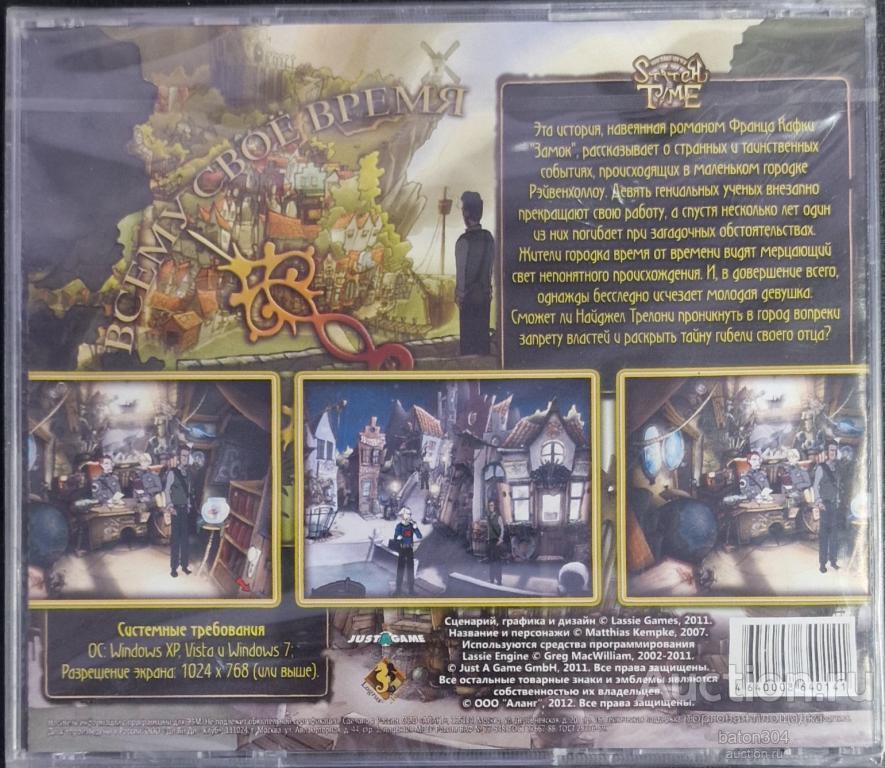 A STITCH IN TIME
ВСЕМУ СВОЁ ВРЕМЯ
Эта история, навеянная романом Франца Кафки
"Замок", рассказывает о странных и таинственных
событиях, происходящих в маленьком городке
Рэйвенхоллоу. Девять гениальных ученых внезапно
прекращают свою работу, а спустя несколько лет один
из них погибает при загадочных обстоятельствах.
Жители городка время от времени видят мерцающий
свет непонятного происхождения. И, в довершение всего,
однажды бесследно исчезает молодая девушка.
Сможет ли Найджел Трелони проникнуть в город вопреки
запрету властей и раскрыть тайну гибели своего отца?
Системные требования
ОС: Windows XP, Vista и Windows 7;
Разрешение экрана: 1024 x 768 (или выше).
JUST A GAME
Сценарий, графика и дизайн © Lassie Games, 2011.
Название и персонажи © Matthias Kempke, 2007.
Используются средства программирования
Lassie Engine © Greg MacWilliam, 2002-2011.
© Just A Game GmbH, 2011. Все права защищены.
Все остальные товарные знаки и эмблемы являются
собственностью их владельцев.
© ООО "Аланг", 2012. Все права защищены.
4 640002 640141
auction.ru
baton304
auction.ru